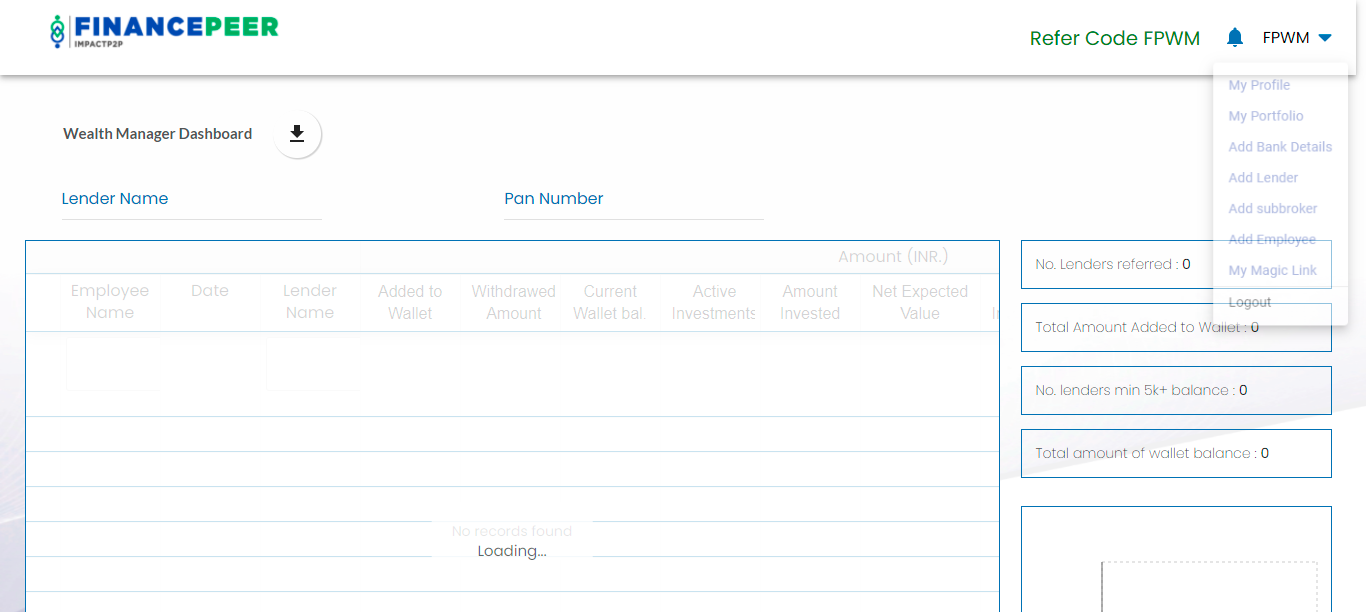 FINANCEPEER
IMPACTP2P
Refer Code FPWM
FPWM
My Profile
My Portfolio
Add Bank Details
Add Lender
Add subbroker
Add Employee
My Magic Link
Logout
Wealth Manager Dashboard
Lender Name
Pan Number
Amount (INR.)
Employee
Name
Date
Lender
Name
Added to
Wallet
Withdrawed
Amount
Current
Wallet bal.
Active
Investments
Amount
Invested
Net Expected
Value
No records found
Loading...
No. Lenders referred : 0
Total Amount Added to Wallet : 0
No. lenders min 5k+ balance : 0
Total amount of wallet balance : 0